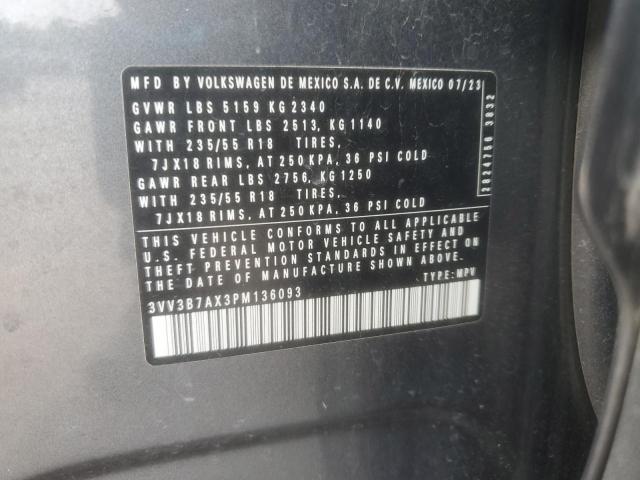 MFD BY VOLKSWAGEN DE MEXICO S.A. DE C.V. MEXICO 07/23
GVWR LBS 5159 KG 2340
GAWR FRONT LBS 2513, KG 1140
WITH 235/55 R18 TIRES,
7JX18 RIMS, AT 250 KPA, 36 PSI COLD
GAWR REAR LBS 2756, KG 1250
WITH 235/55 R18 TIRES,
7JX18 RIMS, AT 250 KPA, 36 PSI COLD
THIS VEHICLE CONFORMS TO ALL APPLICABLE
U.S. FEDERAL MOTOR VEHICLE SAFETY AND
THEFT PREVENTION STANDARDS IN EFFECT ON
THE DATE OF MANUFACTURE SHOWN ABOVE.
3VV3B7AX3PM136093 TYPE: MPV
2024768 3832